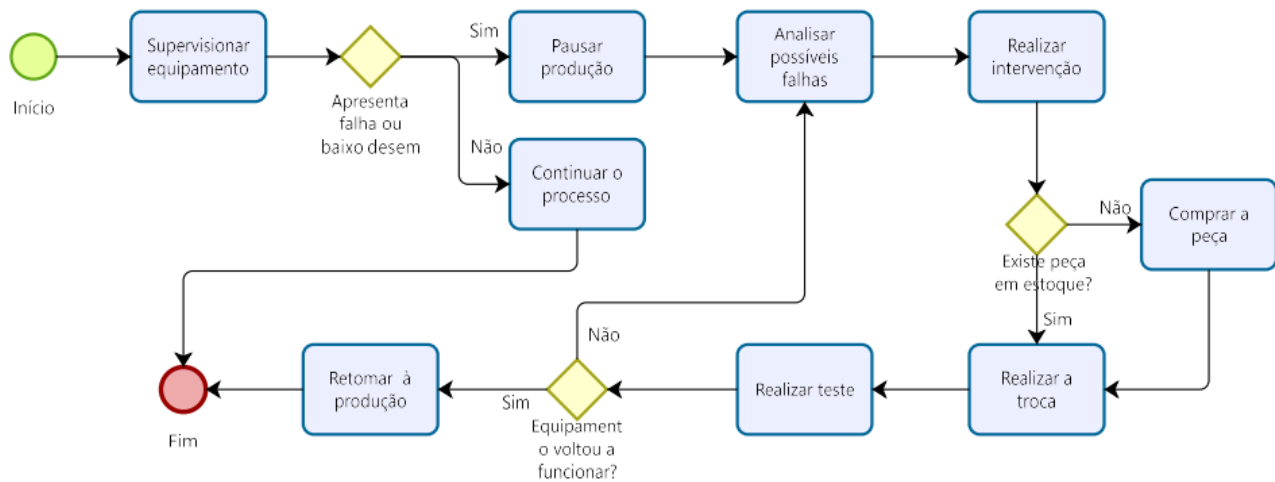 Início
Supervisionar
equipamento
Apresenta
falha ou
baixo desem
Sim
Não
Pausar
produção
Continuar o
processo
Analisar
possíveis
falhas
Realizar
intervenção
Existe peça
em estoque?
Não
Sim
Comprar a
peça
Realizar a
troca
Realizar teste
Equipament
o voltou a
funcionar?
Não
Sim
Retomar à
produção
Fim